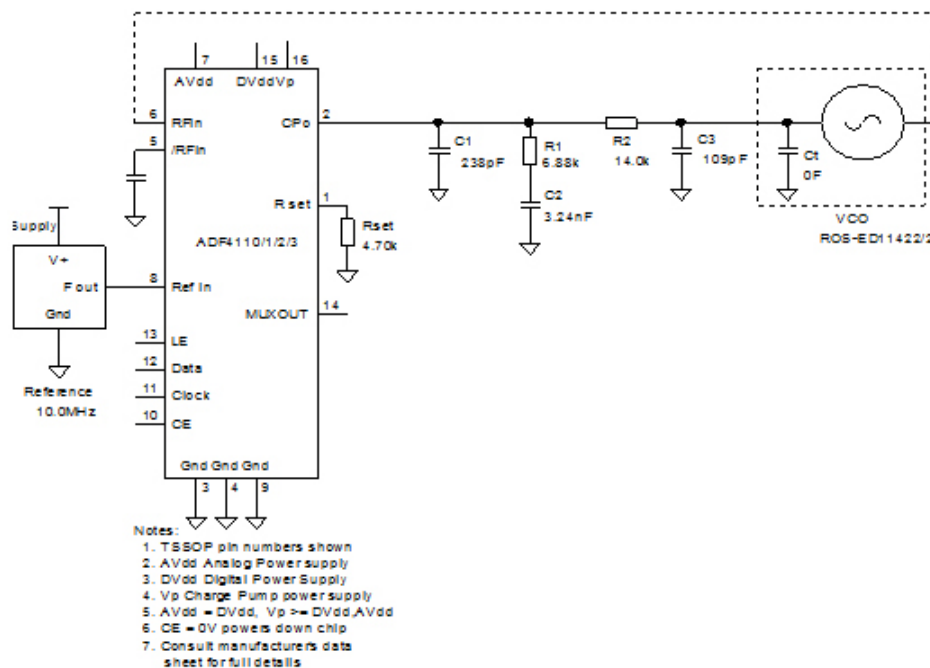 7
15
16
AVdd
DVddVp
6
RFin
CPo
2
5
/RFin
C1
238pF
R1
6.88k
R2
14.0k
C3
109pF
Ct
0F
C2
3.24nF
1
Rset
Rset
4.70k
VCO
ROS-ED11422/2
Supply
ADF4110/1/2/3
V+
Fout
8
Ref in
Gnd
MUXOUT
14
13
LE
12
Data
Reference
11
Clock
10.0MHz
10
CE
Gnd Gnd Gnd
3
4
9
Notes:
1. TSSOP pin numbers shown
2. AVdd Analog Power supply
3. DVdd Digital Power Supply
4. Vp Charge Pump power supply
5. AVdd = DVdd, Vp >= DVdd,AVdd
6. CE = 0V powers down chip
7. Consult manufacturers data
sheet for full details